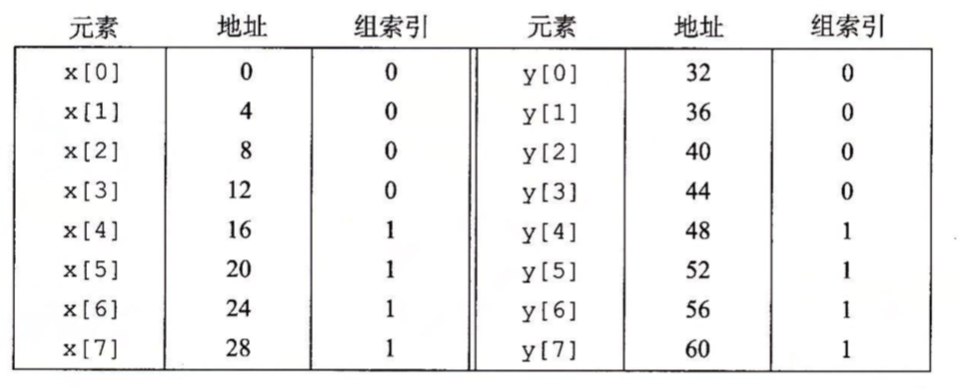 元素 地址 组索引 元素 地址 组索引
x[0] 0 0 y[0] 32 0
x[1] 4 0 y[1] 36 0
x[2] 8 0 y[2] 40 0
x[3] 12 0 y[3] 44 0
x[4] 16 1 y[4] 48 1
x[5] 20 1 y[5] 52 1
x[6] 24 1 y[6] 56 1
x[7] 28 1 y[7] 60 1